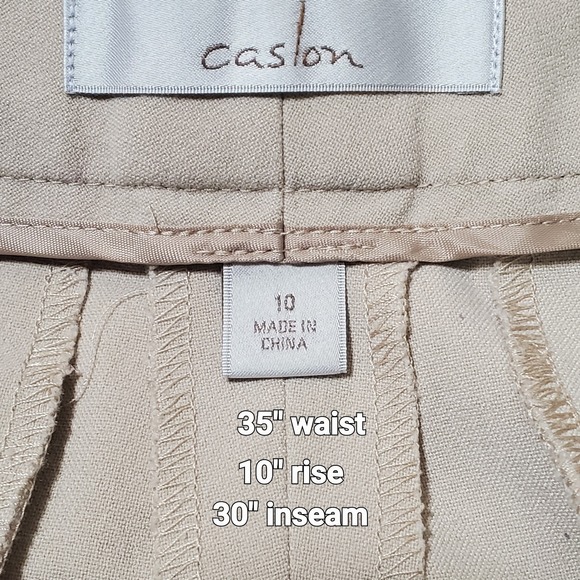 caslon
10
MADE IN
CHINA
35" waist
10" rise
30" inseam